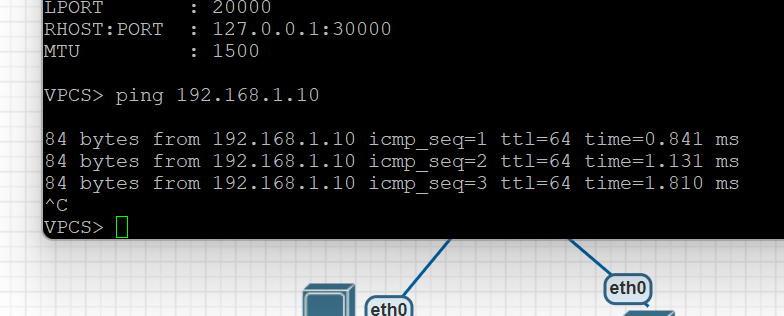 LPORT       : 20000
RHOST:PORT  : 127.0.0.1:30000
MTU         : 1500
VPCS> ping 192.168.1.10
84 bytes from 192.168.1.10 icmp_seq=1 ttl=64 time=0.841 ms
84 bytes from 192.168.1.10 icmp_seq=2 ttl=64 time=1.131 ms
84 bytes from 192.168.1.10 icmp_seq=3 ttl=64 time=1.810 ms
^C
VPCS>
eth0
eth0